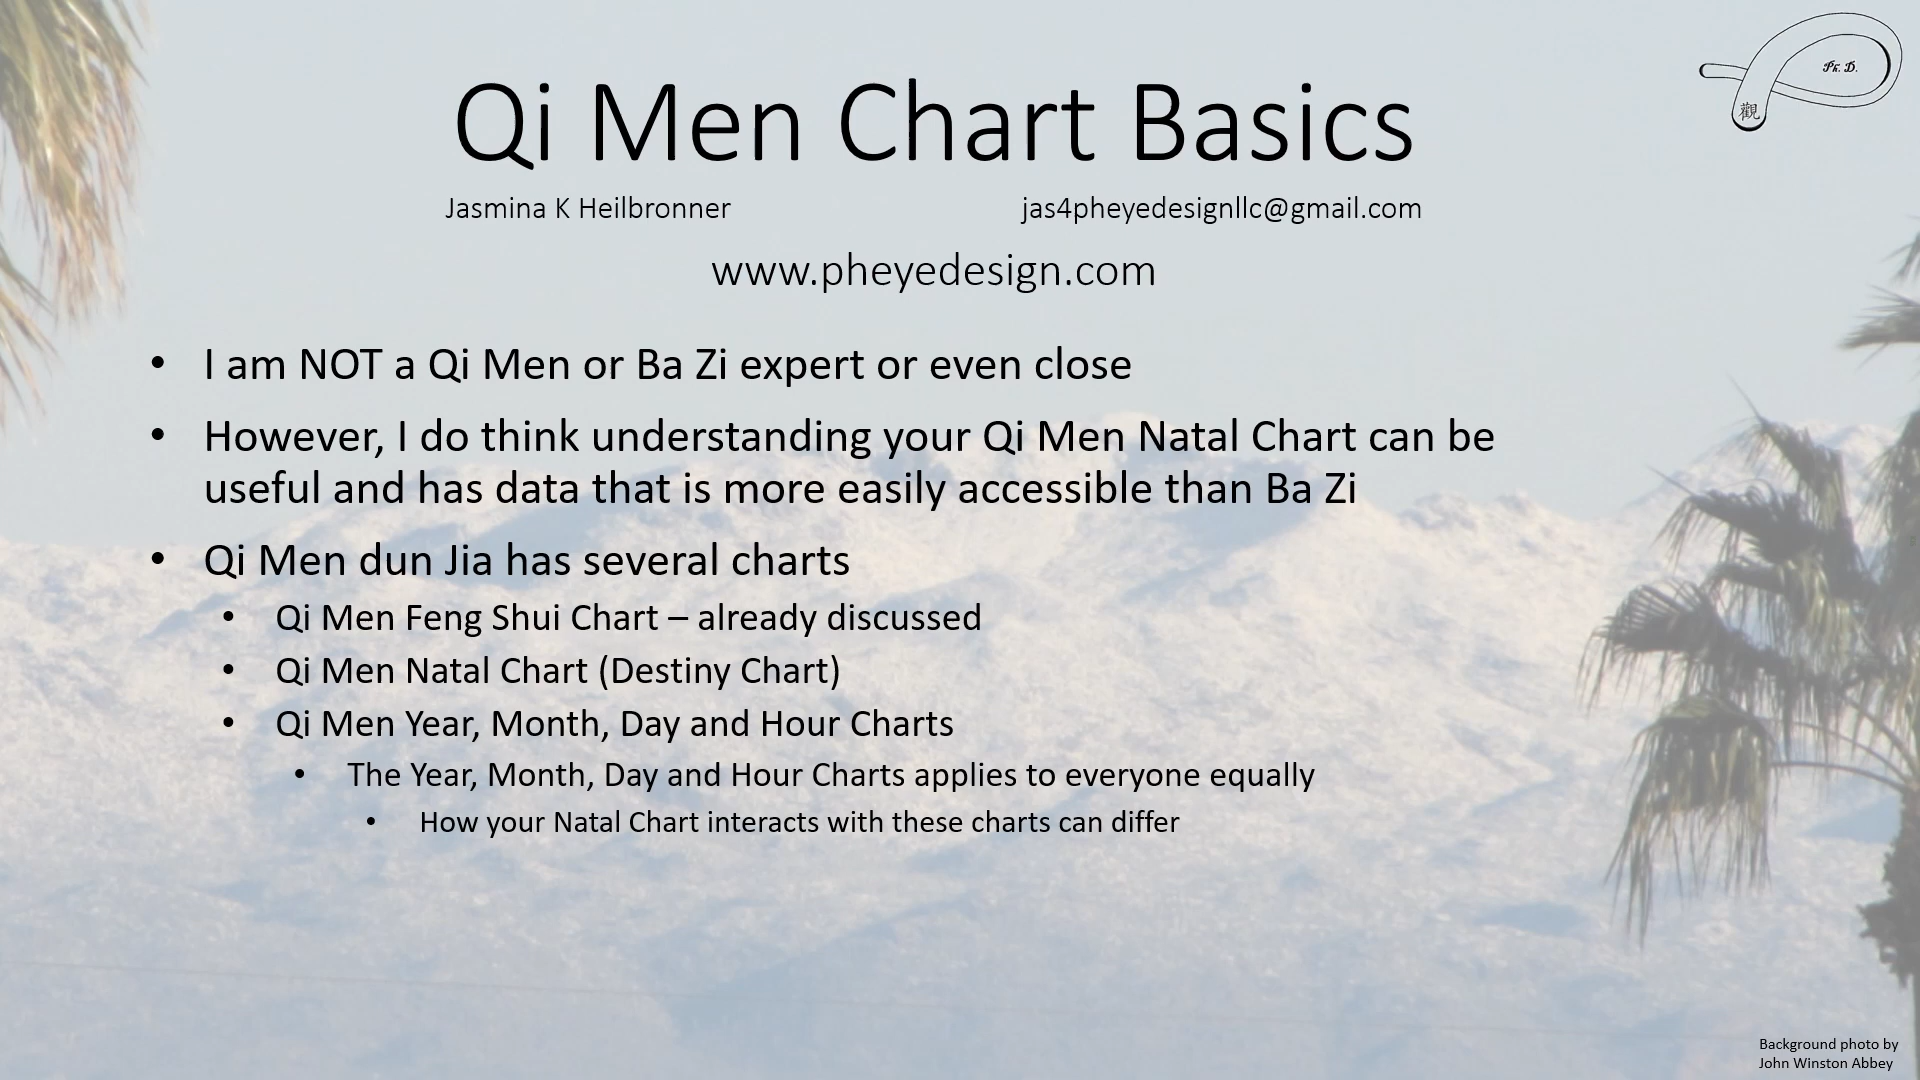 Ph. D.
觀
Qi Men Chart Basics
Jasmina K Heilbronner jas4pheyedesignllc@gmail.com
www.pheyedesign.com
• I am NOT a Qi Men or Ba Zi expert or even close
• However, I do think understanding your Qi Men Natal Chart can be
useful and has data that is more easily accessible than Ba Zi
• Qi Men dun Jia has several charts
• Qi Men Feng Shui Chart – already discussed
• Qi Men Natal Chart (Destiny Chart)
• Qi Men Year, Month, Day and Hour Charts
• The Year, Month, Day and Hour Charts applies to everyone equally
• How your Natal Chart interacts with these charts can differ
Background photo by
John Winston Abbey